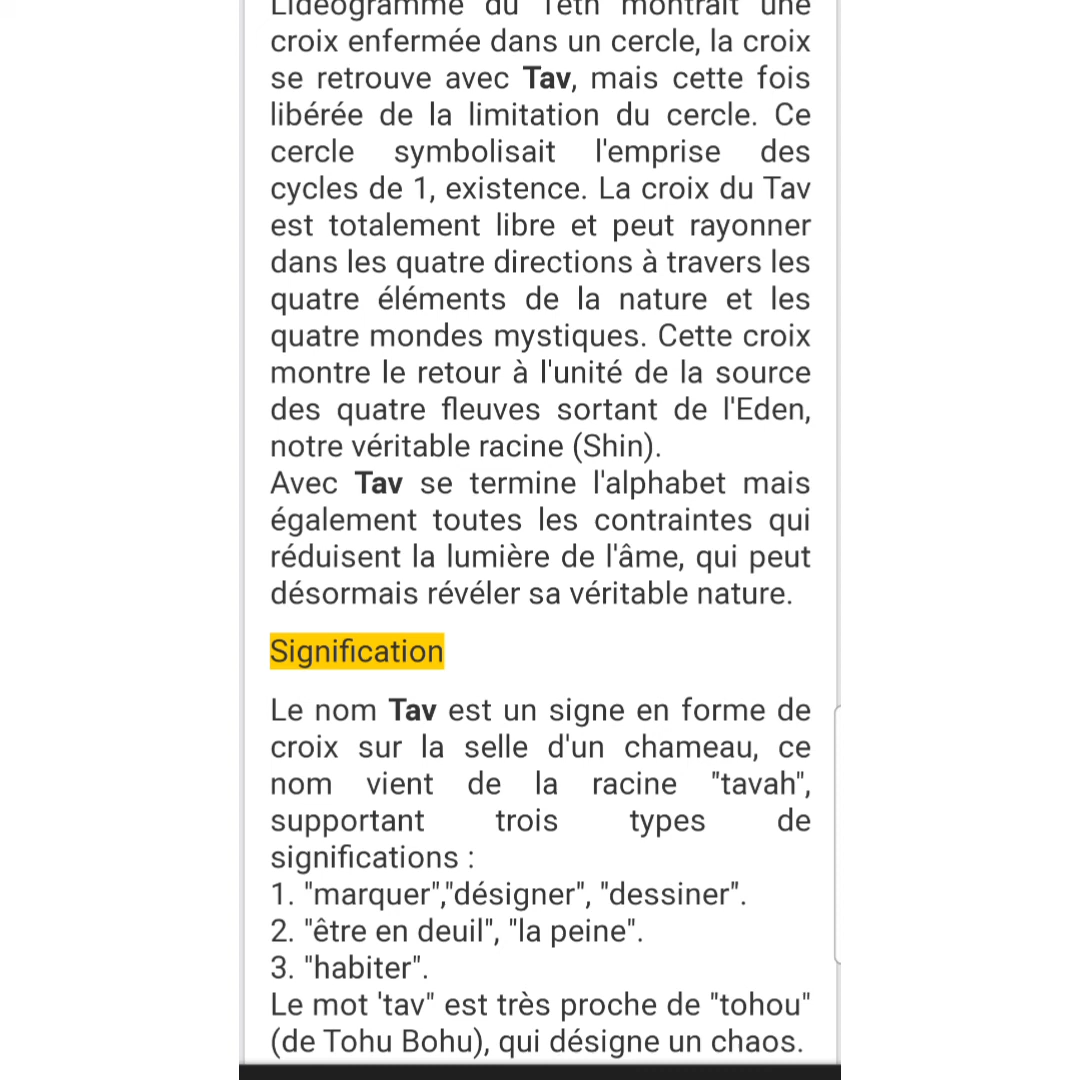 L'idéogramme du Teth montrait une
croix enfermée dans un cercle, la croix
se retrouve avec Tav, mais cette fois
libérée de la limitation du cercle. Ce
cercle symbolisait l'emprise des
cycles de 1, existence. La croix du Tav
est totalement libre et peut rayonner
dans les quatre directions à travers les
quatre éléments de la nature et les
quatre mondes mystiques. Cette croix
montre le retour à l'unité de la source
des quatre fleuves sortant de l'Eden,
notre véritable racine (Shin).
Avec Tav se termine l'alphabet mais
également toutes les contraintes qui
réduisent la lumière de l'âme, qui peut
désormais révéler sa véritable nature.
Signification
Le nom Tav est un signe en forme de
croix sur la selle d'un chameau, ce
nom vient de la racine "tavah",
supportant trois types de
significations :
1. "marquer","désigner", "dessiner".
2. "être en deuil", "la peine".
3. "habiter".
Le mot 'tav" est très proche de "tohou"
(de Tohu Bohu), qui désigne un chaos.